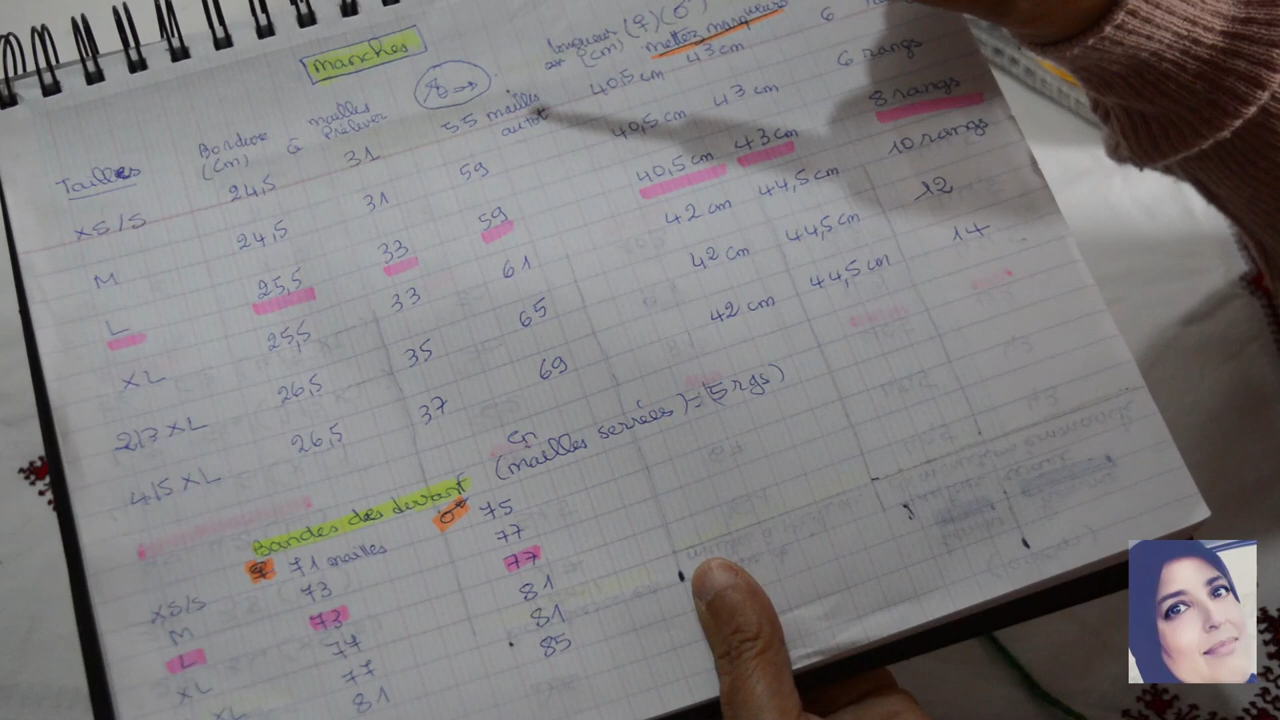 manches
longueur (♀) (♂)
(cm) mettez marqueurs
Tailles Bordure (cm) mailles Prélever 55 mailles 40,5 cm 43 cm 6
XS/S 24,5 31 59 40,5 cm 43 cm 6 rangs
M 24,5 31 59 40,5 cm 43 cm 8 rangs
L 25,5 33 61 42 cm 44,5 cm 10 rangs
XL 25,5 33 65 42 cm 44,5 cm 12
2/3 XL 26,5 35 69 42 cm 44,5 cm 14
4/5 XL 26,5 37
Bandes des devant en (mailles serrées) = (5 rgs)
♀ ♂
XS/S 71 mailles 75
M 73 77
L 73 77
XL 77 81
XL 77 81
81 85